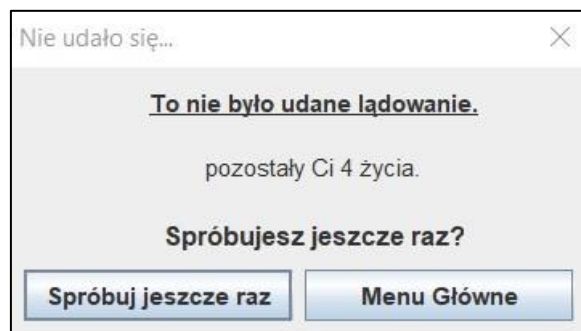 Nie udało się...
To nie było udane lądowanie.
pozostały Ci 4 życia.
Spróbujesz jeszcze raz?
Spróbuj jeszcze raz
Menu Główne